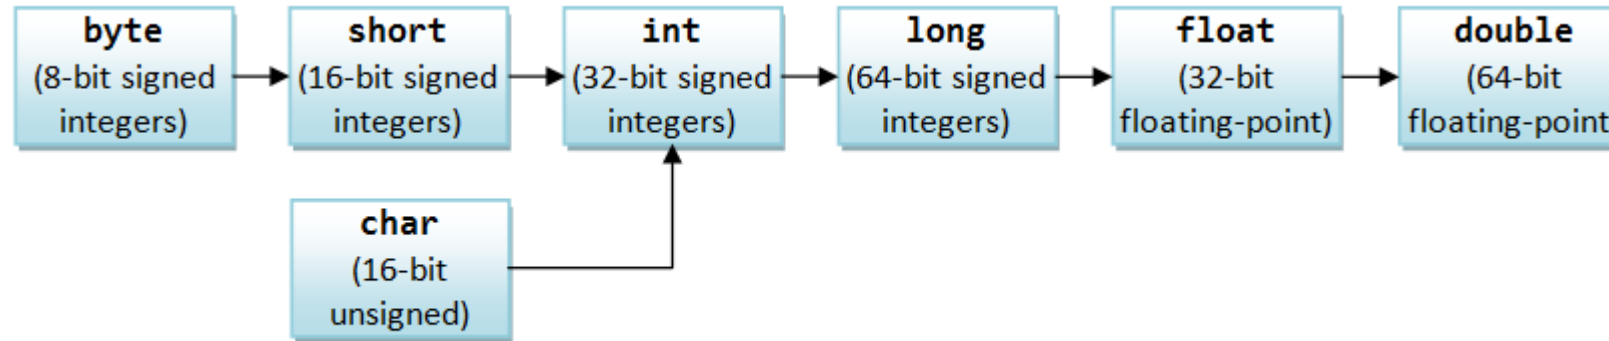 byte
(8-bit signed
integers)
short
(16-bit signed
integers)
int
(32-bit signed
integers)
long
(64-bit signed
integers)
float
(32-bit
floating-point)
double
(64-bit
floating-point
char
(16-bit
unsigned)